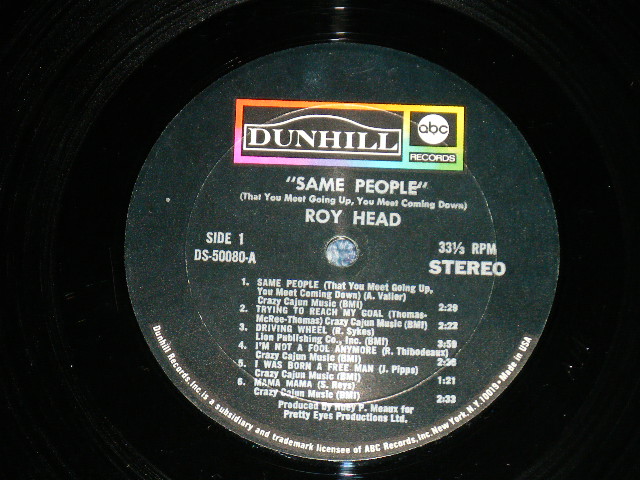 DUNHILL
abc
RECORDS
"SAME PEOPLE"
(That You Meet Going Up, You Meet Coming Down)
ROY HEAD
SIDE 1
33⅓ RPM
DS-50080-A
STEREO
1. SAME PEOPLE (That You Meet Going Up,
You Meet Coming Down) (A. Valier)
Crazy Cajun Music (BMI) 2:29
2. TRYING TO REACH MY GOAL (Thomas-
McRee-Thomas) Crazy Cajun Music (BMI) 2:22
3. DRIVING WHEEL (R. Sykes)
Lion Publishing Co., Inc. (BMI) 3:50
4. I'M NOT A FOOL ANYMORE (R. Thibodeaux)
Crazy Cajun Music (BMI) 2:36
5. I WAS BORN A FREE MAN (J. Pipps)
Crazy Cajun Music (BMI) 1:21
6. MAMA MAMA (S. Reys)
Crazy Cajun Music (BMI) 2:33
Produced by Huey P. Meaux for
Pretty Eyes Productions Ltd.
Dunhill Records, Inc. is a subsidiary and trademark licensee of ABC Records, Inc. New York, N.Y. 10019 • Made in USA